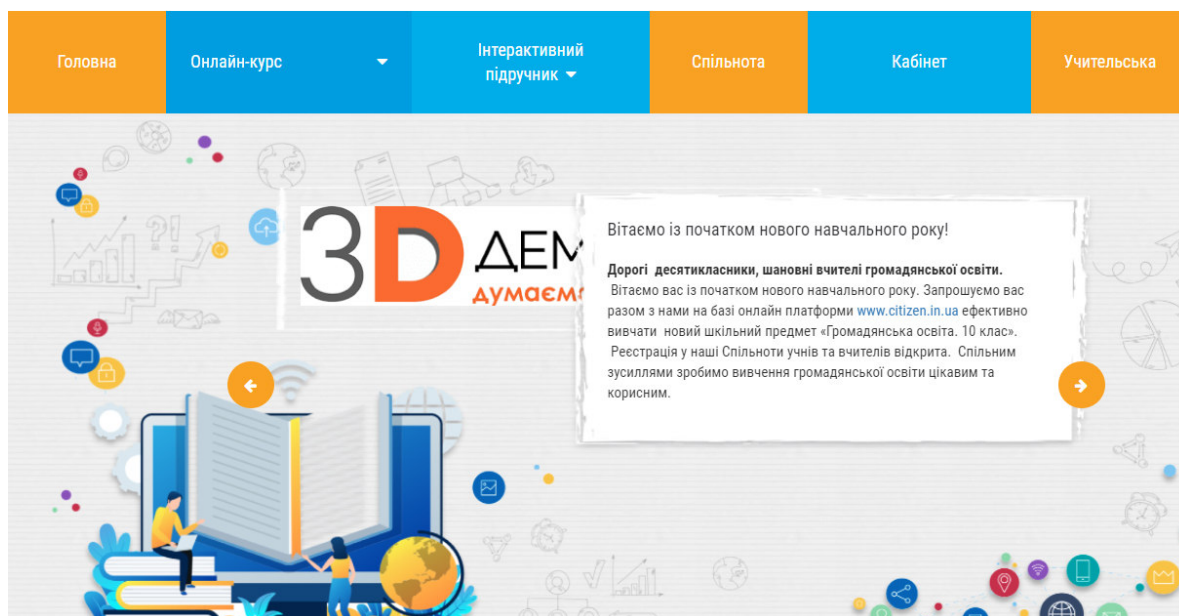 Головна
Онлайн-курс
Інтерактивний
підручник
Спільнота
Кабінет
Учительська
3D ДЕМ
думаєм
Вітаємо із початком нового навчального року!
Дорогі десятикласники, шановні вчителі громадянської освіти.
Вітаємо вас із початком нового навчального року. Запрошуємо вас
разом з нами на базі онлайн платформи www.citizen.in.ua ефективно
вивчати новий шкільний предмет «Громадянська освіта. 10 клас».
Реєстрація у наші Спільноти учнів та вчителів відкрита. Спільним
зусиллями зробимо вивчення громадянської освіти цікавим та
корисним.
?!